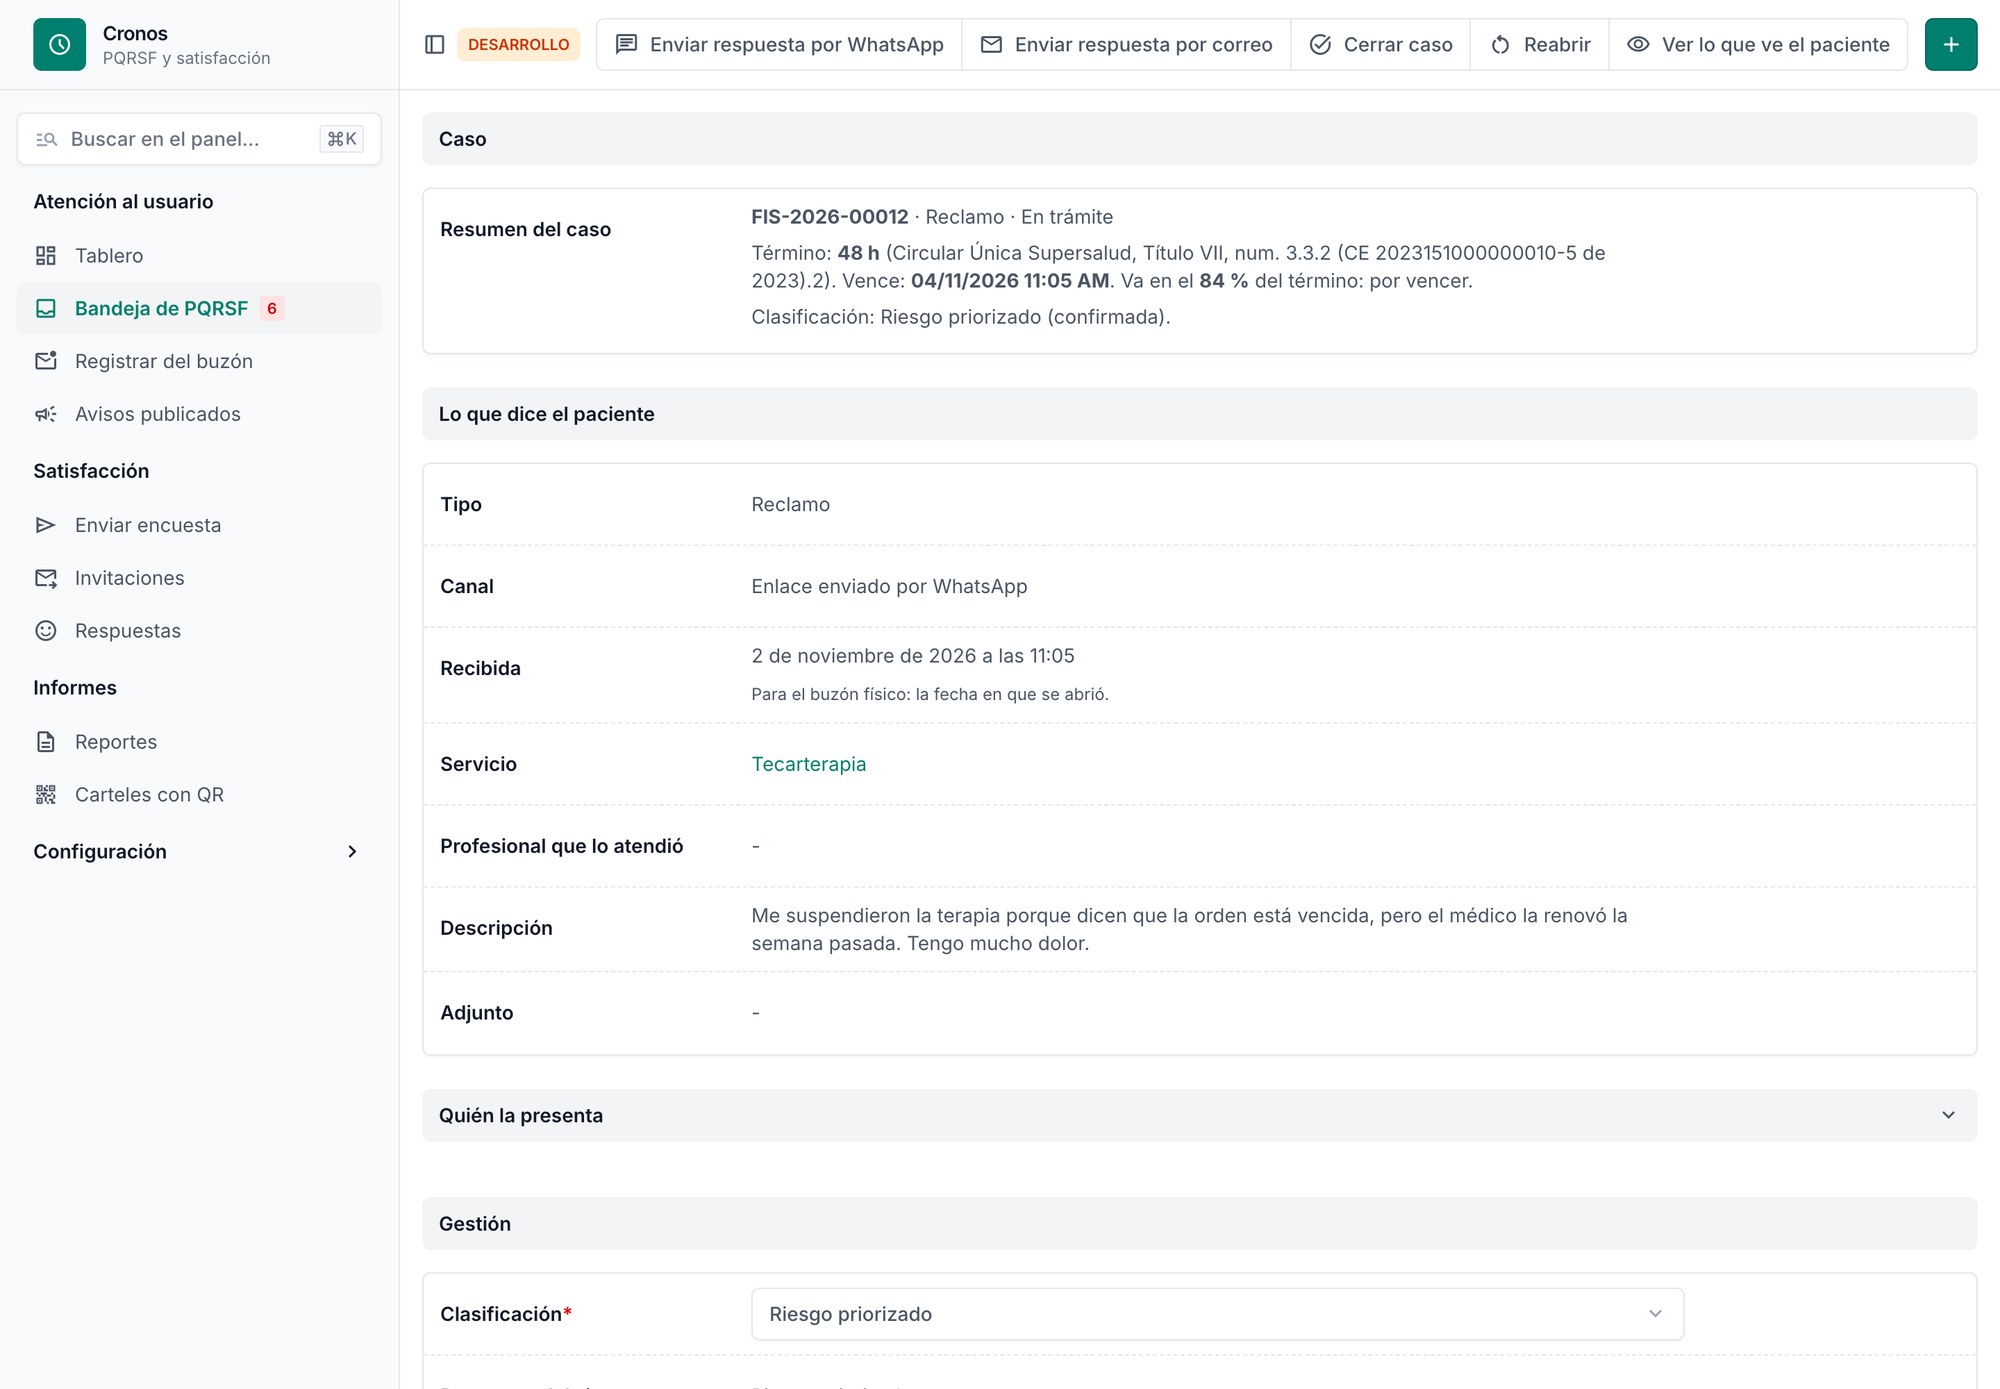 Cronos
PQRSF y satisfacción
Buscar en el panel...
⌘K
Atención al usuario
Tablero
Bandeja de PQRSF 6
Registrar del buzón
Avisos publicados
Satisfacción
Enviar encuesta
Invitaciones
Respuestas
Informes
Reportes
Carteles con QR
Configuración
DESARROLLO
Enviar respuesta por WhatsApp
Enviar respuesta por correo
Cerrar caso
Reabrir
Ver lo que ve el paciente
Caso
Resumen del caso
FIS-2026-00012 · Reclamo · En trámite
Término: 48 h (Circular Única Supersalud, Título VII, num. 3.3.2 (CE 2023151000000010-5 de
2023).2). Vence: 04/11/2026 11:05 AM. Va en el 84 % del término: por vencer.
Clasificación: Riesgo priorizado (confirmada).
Lo que dice el paciente
Tipo
Reclamo
Canal
Enlace enviado por WhatsApp
Recibida
2 de noviembre de 2026 a las 11:05
Para el buzón físico: la fecha en que se abrió.
Servicio
Tecarterapia
Profesional que lo atendió
-
Descripción
Me suspendieron la terapia porque dicen que la orden está vencida, pero el médico la renovó la
semana pasada. Tengo mucho dolor.
Adjunto
-
Quién la presenta
Gestión
Clasificación*
Riesgo priorizado